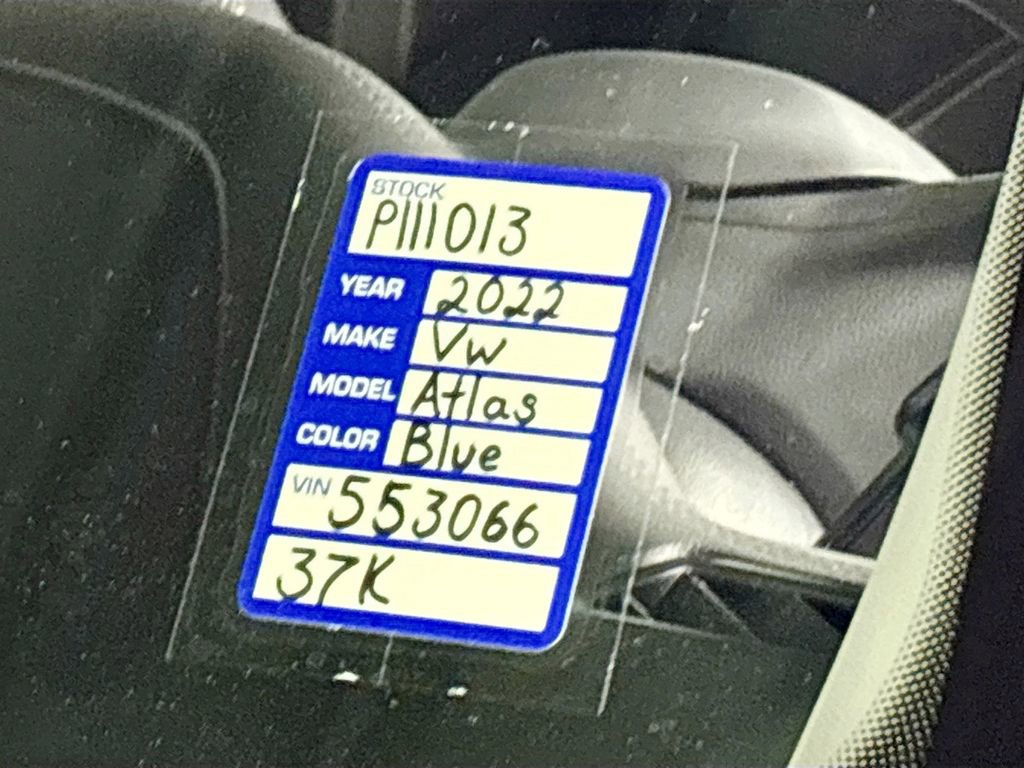 STOCK
P111013
YEAR 2022
MAKE VW
MODEL Atlas
COLOR Blue
VIN 553066
37K